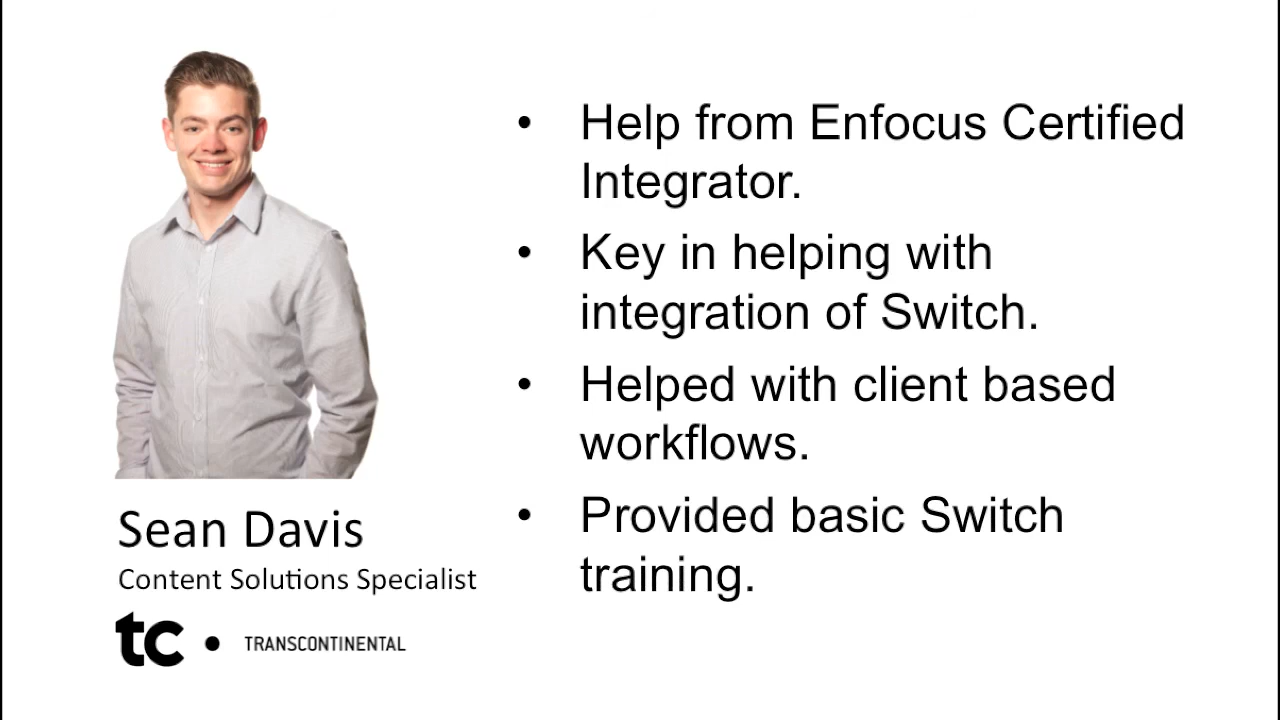 • Help from Enfocus Certified
Integrator.
• Key in helping with
integration of Switch.
• Helped with client based
workflows.
• Provided basic Switch
training.
Sean Davis
Content Solutions Specialist
tc • TRANSCONTINENTAL